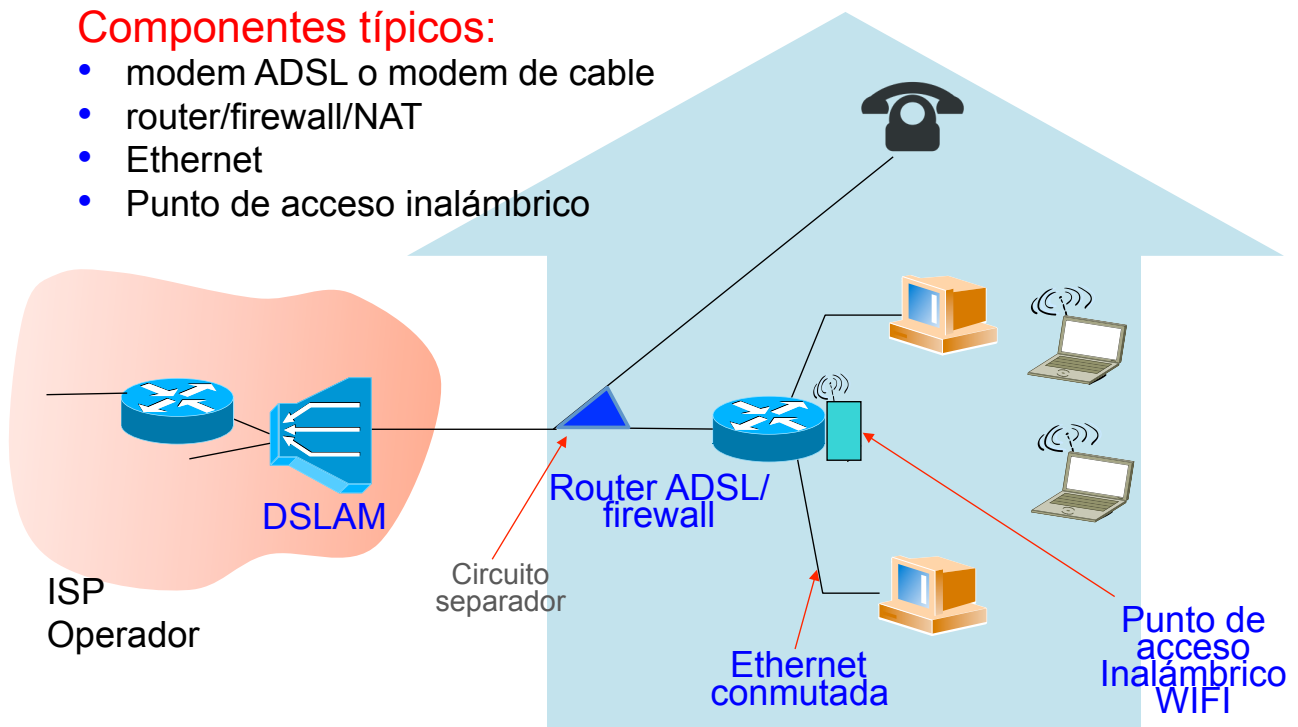 Componentes típicos:
• modem ADSL o modem de cable
• router/firewall/NAT
• Ethernet
• Punto de acceso inalámbrico
DSLAM
Router ADSL/
firewall
Circuito
separador
ISP
Operador
Ethernet
conmutada
Punto de
acceso
Inalámbrico
WIFI